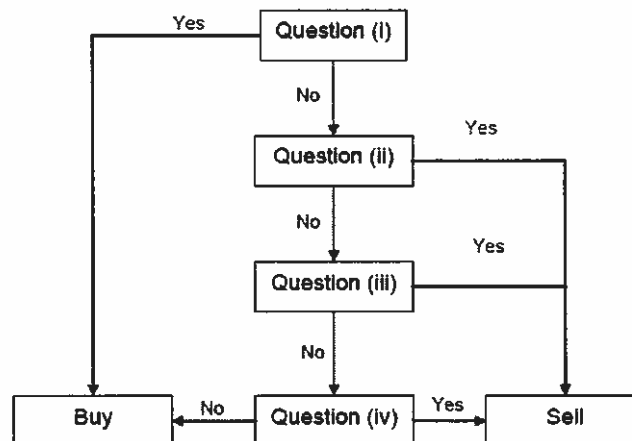 Yes
Question (i)
No
Yes
Question (ii)
No
Yes
Question (iii)
No
Buy
No
Question (iv)
Yes
Sell